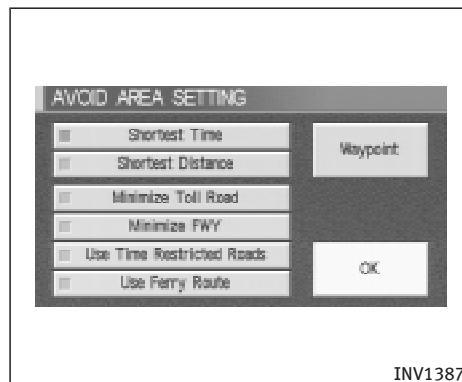 AVOID AREA SETTING
Shortest Time
Shortest Distance
Minimize Toll Road
Minimize FWY
Use Time Restricted Roads
Use Ferry Route
Waypoint
OK
INV1387